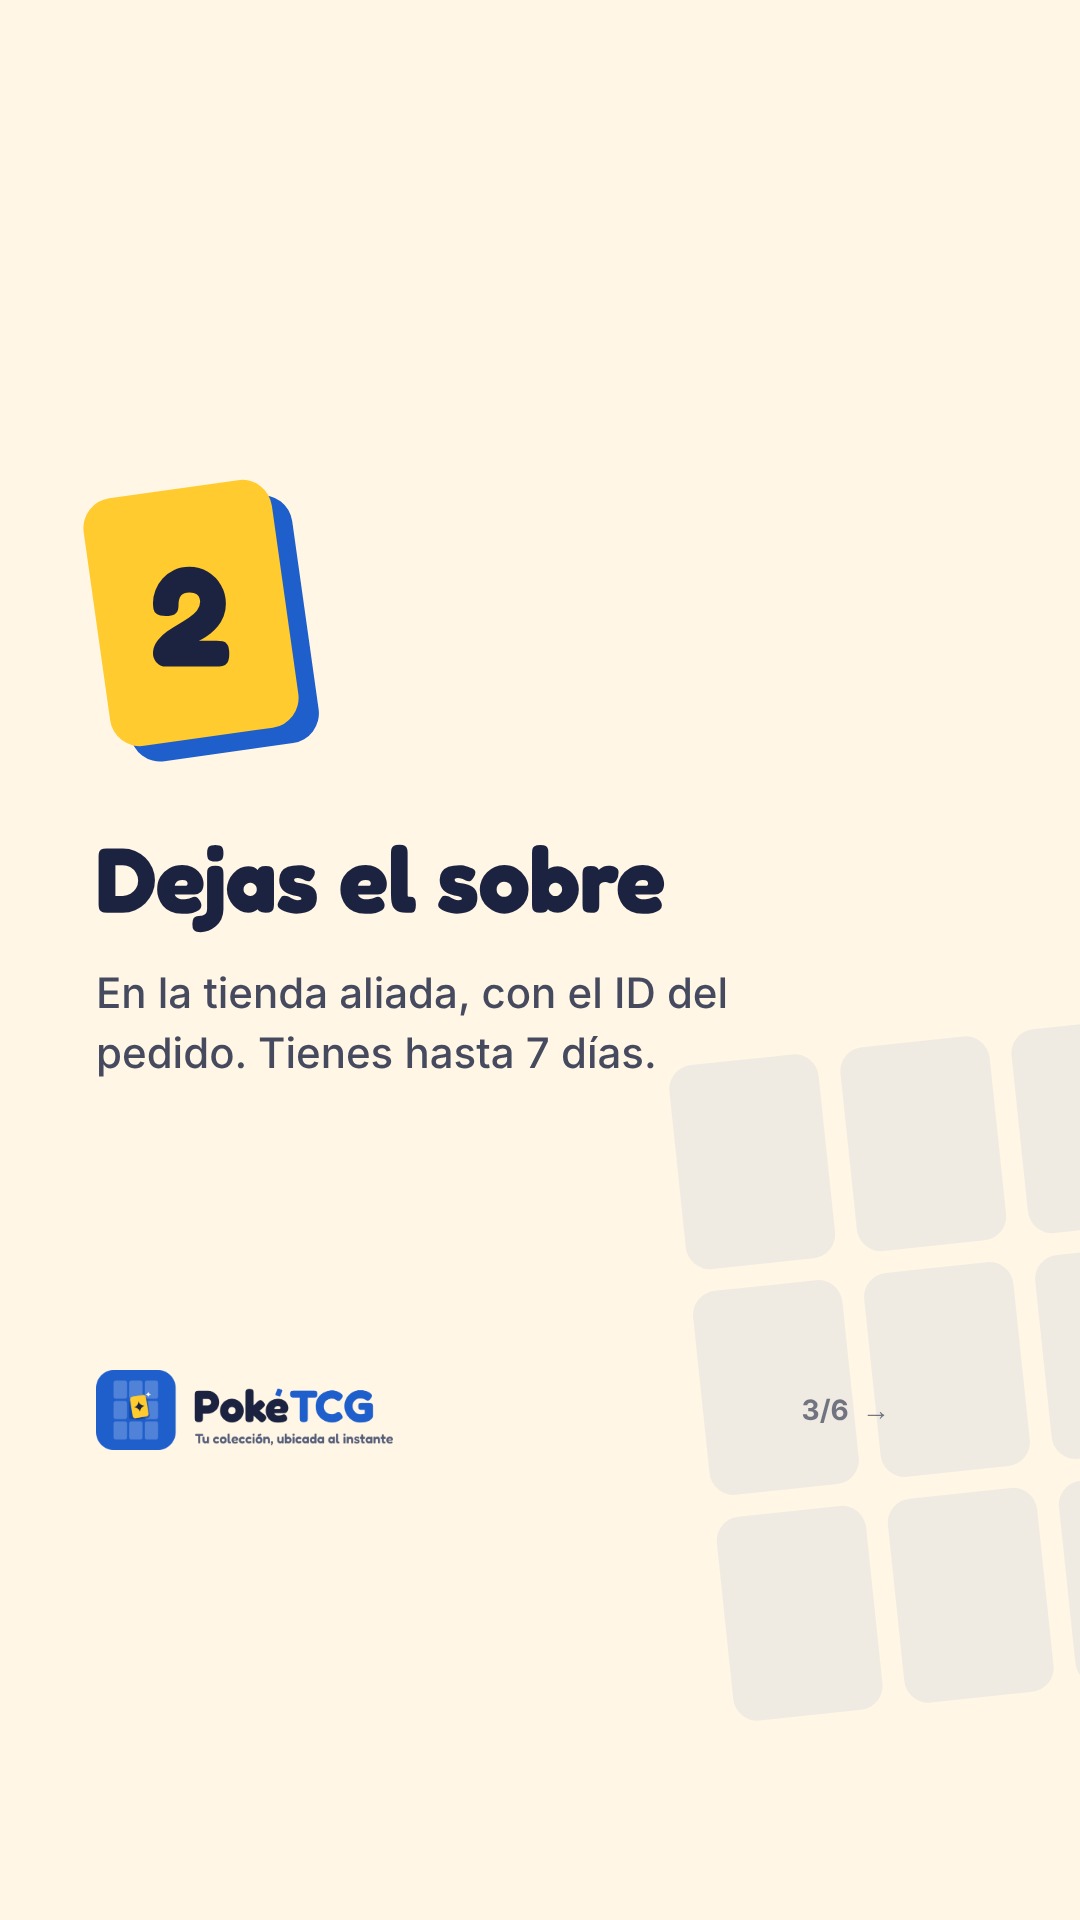 2
Dejas el sobre
En la tienda aliada, con el ID del
pedido. Tienes hasta 7 días.
PokéTCG
Tu colección, ubicada al instante
3/6 →